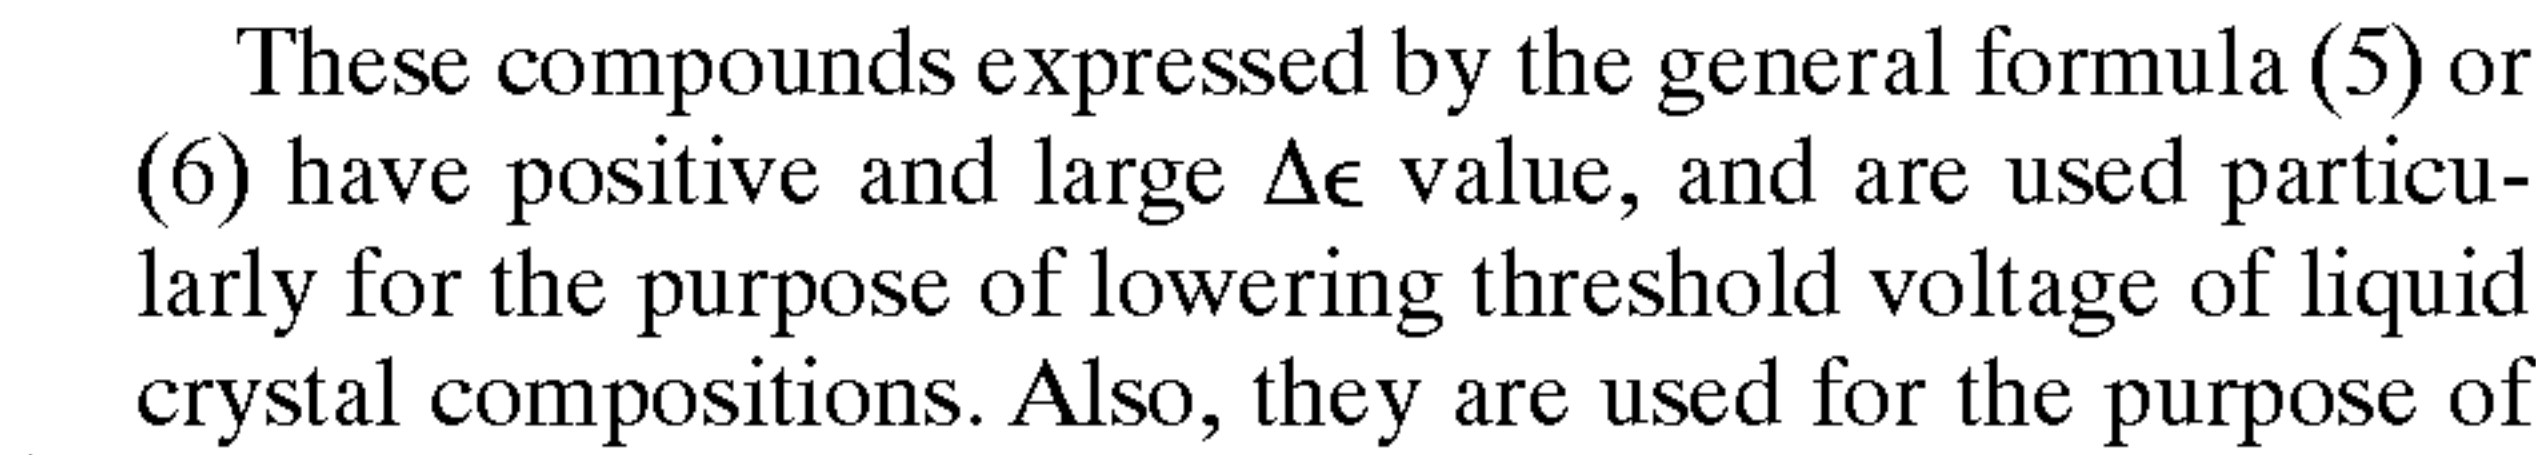 These compounds expressed by the general formula (5) or
(6) have positive and large Δϵ value, and are used particu-
larly for the purpose of lowering threshold voltage of liquid
crystal compositions. Also, they are used for the purpose of